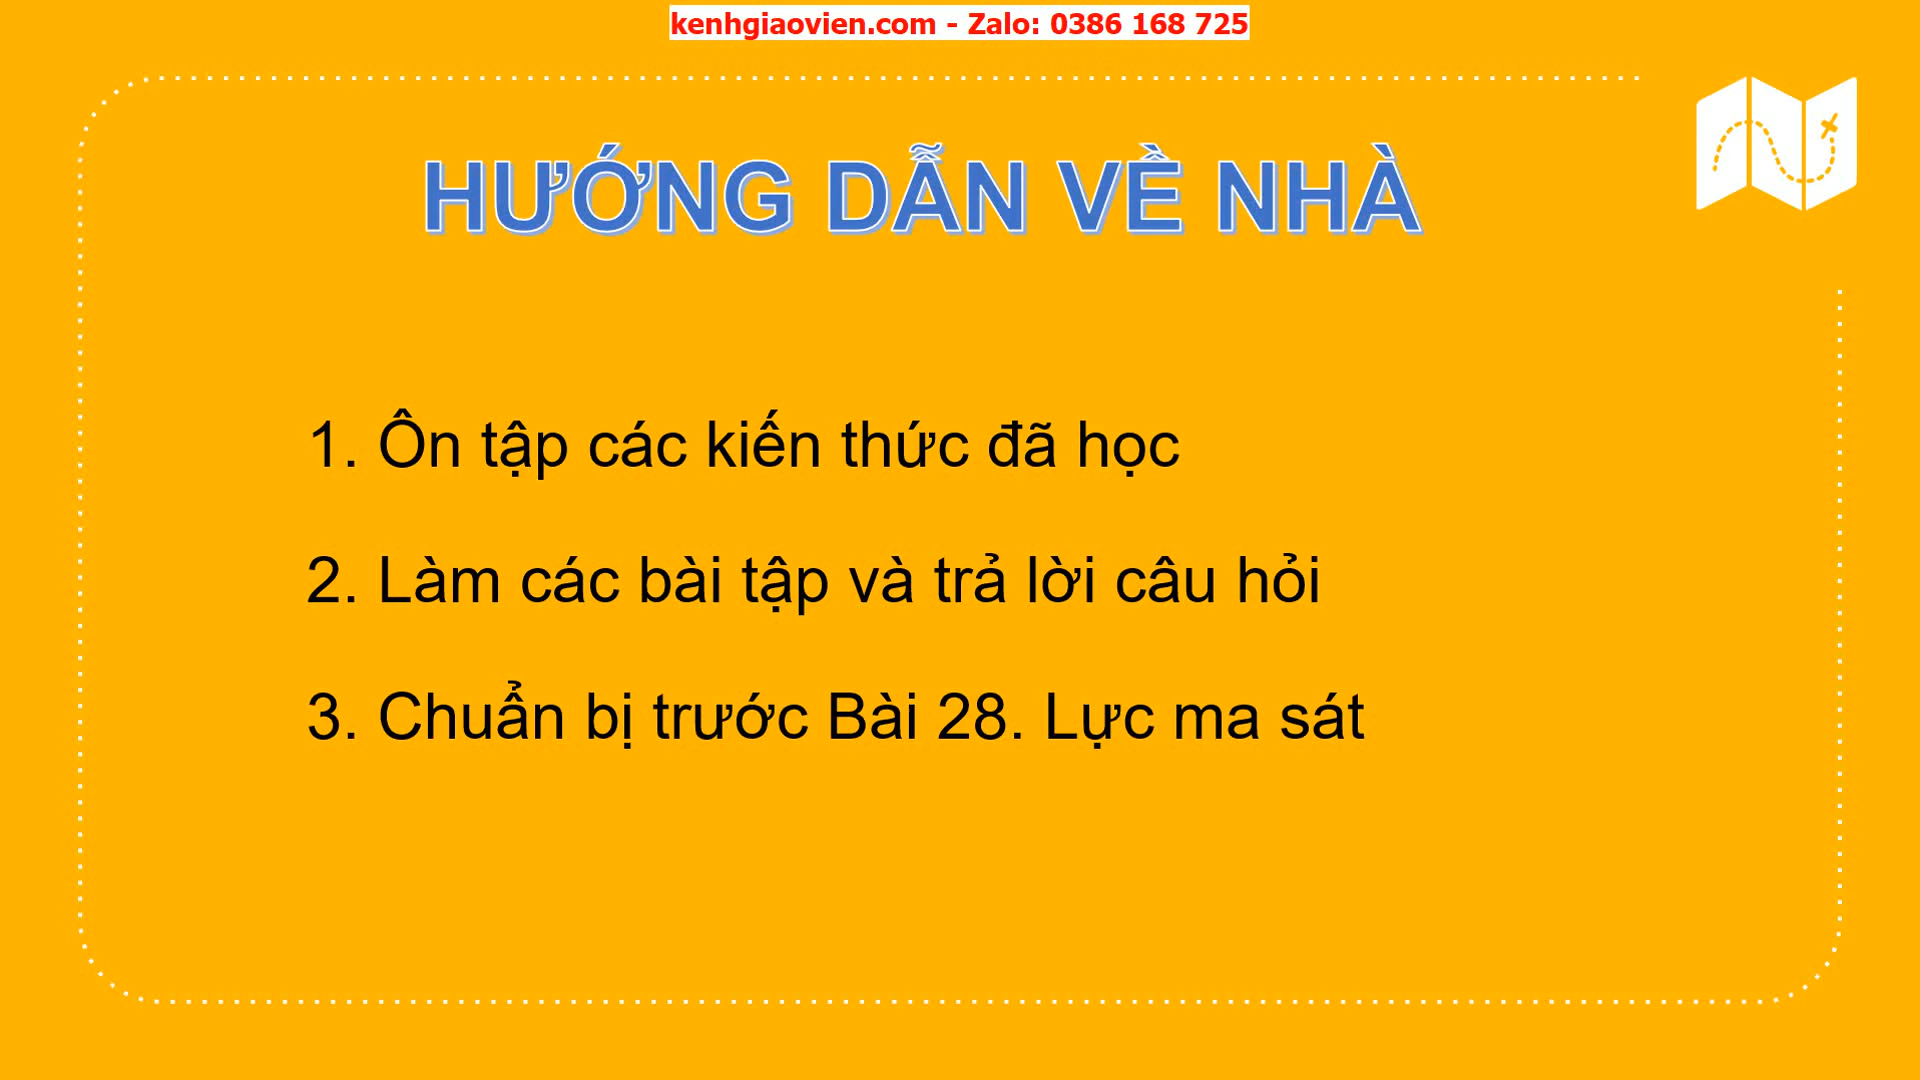 kenhgiaovien.com - Zalo: 0386 168 725
HƯỚNG DẪN VỀ NHÀ
1. Ôn tập các kiến thức đã học
2. Làm các bài tập và trả lời câu hỏi
3. Chuẩn bị trước Bài 28. Lực ma sát